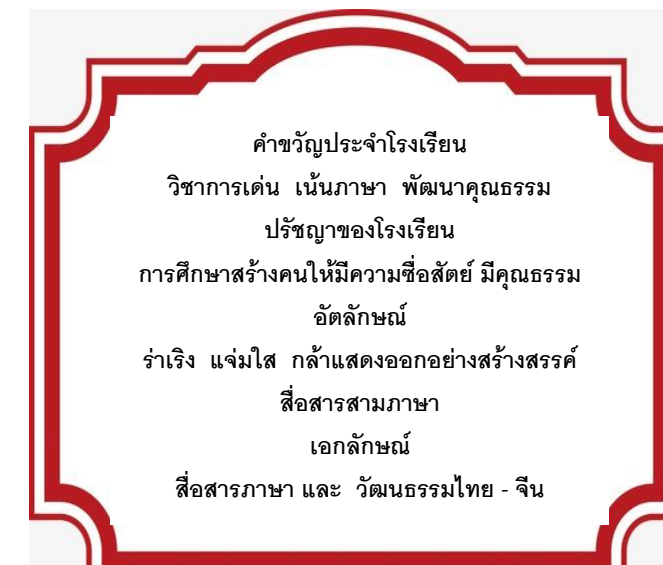 คำขวัญประจำโรงเรียน
วิชาการเด่น เน้นภาษา พัฒนาคุณธรรม
ปรัชญาของโรงเรียน
การศึกษาสร้างคนให้มีความซื่อสัตย์ มีคุณธรรม
อัตลักษณ์
ร่าเริง แจ่มใส กล้าแสดงออกอย่างสร้างสรรค์
สื่อสารสามภาษา
เอกลักษณ์
สื่อสารภาษา และ วัฒนธรรมไทย - จีน